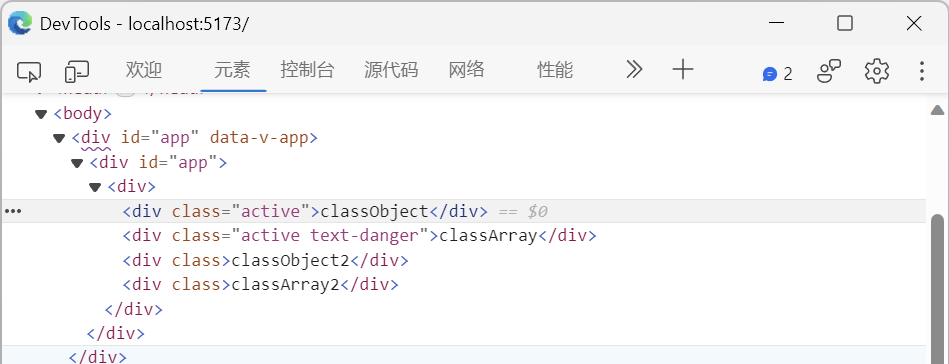 DevTools - localhost:5173/
欢迎 元素 控制台 源代码 网络 性能 2
<body>
<div id="app" data-v-app>
<div id="app">
<div>
<div class="active">classObject</div> == $0
<div class="active text-danger">classArray</div>
<div class>classObject2</div>
<div class>classArray2</div>
</div>
</div>
</div>